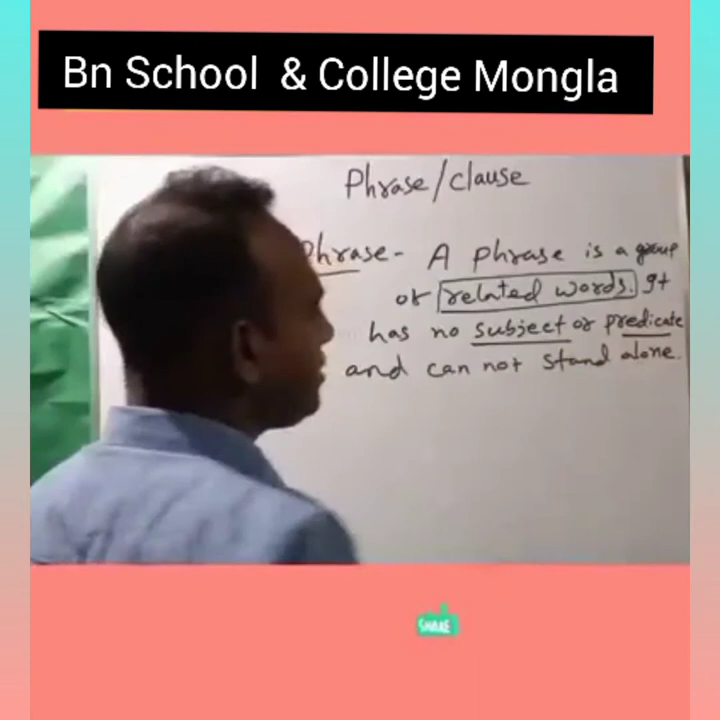 Bn School & College Mongla
Phrase/clause
Phrase- A phrase is a group
of related words. It
has no subject or predicate
and can not stand alone.
SHARE